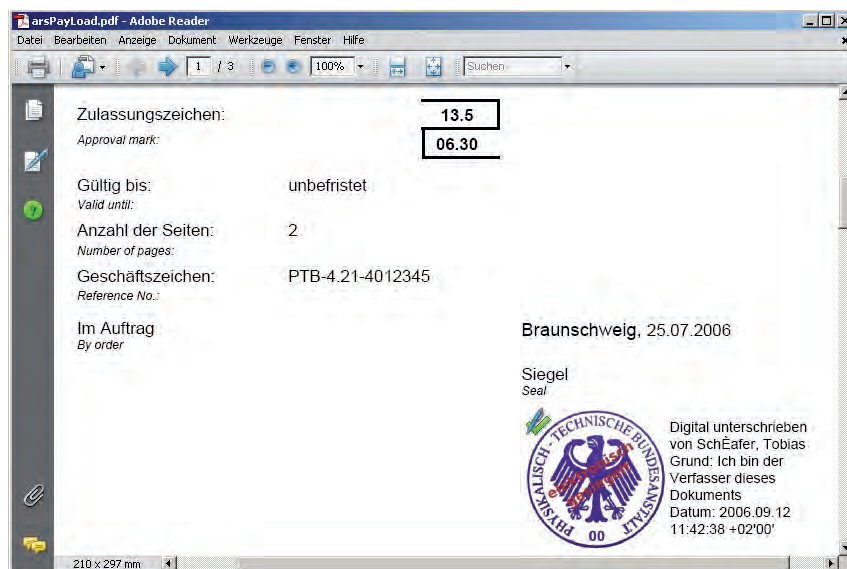 arsPayLoad.pdf - Adobe Reader
Datei Bearbeiten Anzeige Dokument Werkzeuge Fenster Hilfe
1 / 3 100% Suchen
Zulassungszeichen: 13.5
Approval mark: 06.30
Gültig bis: unbefristet
Valid until:
Anzahl der Seiten: 2
Number of pages:
Geschäftszeichen: PTB-4.21-4012345
Reference No.:
Im Auftrag
By order
Braunschweig, 25.07.2006
Siegel
Seal
PHYSIKALISCH - TECHNISCHE BUNDESANSTALT
elektronisch
gesiegelt
00
Digital unterschrieben
von SchÈafer, Tobias
Grund: Ich bin der
Verfasser dieses
Dokuments
Datum: 2006.09.12
11:42:38 +02'00'
210 x 297 mm